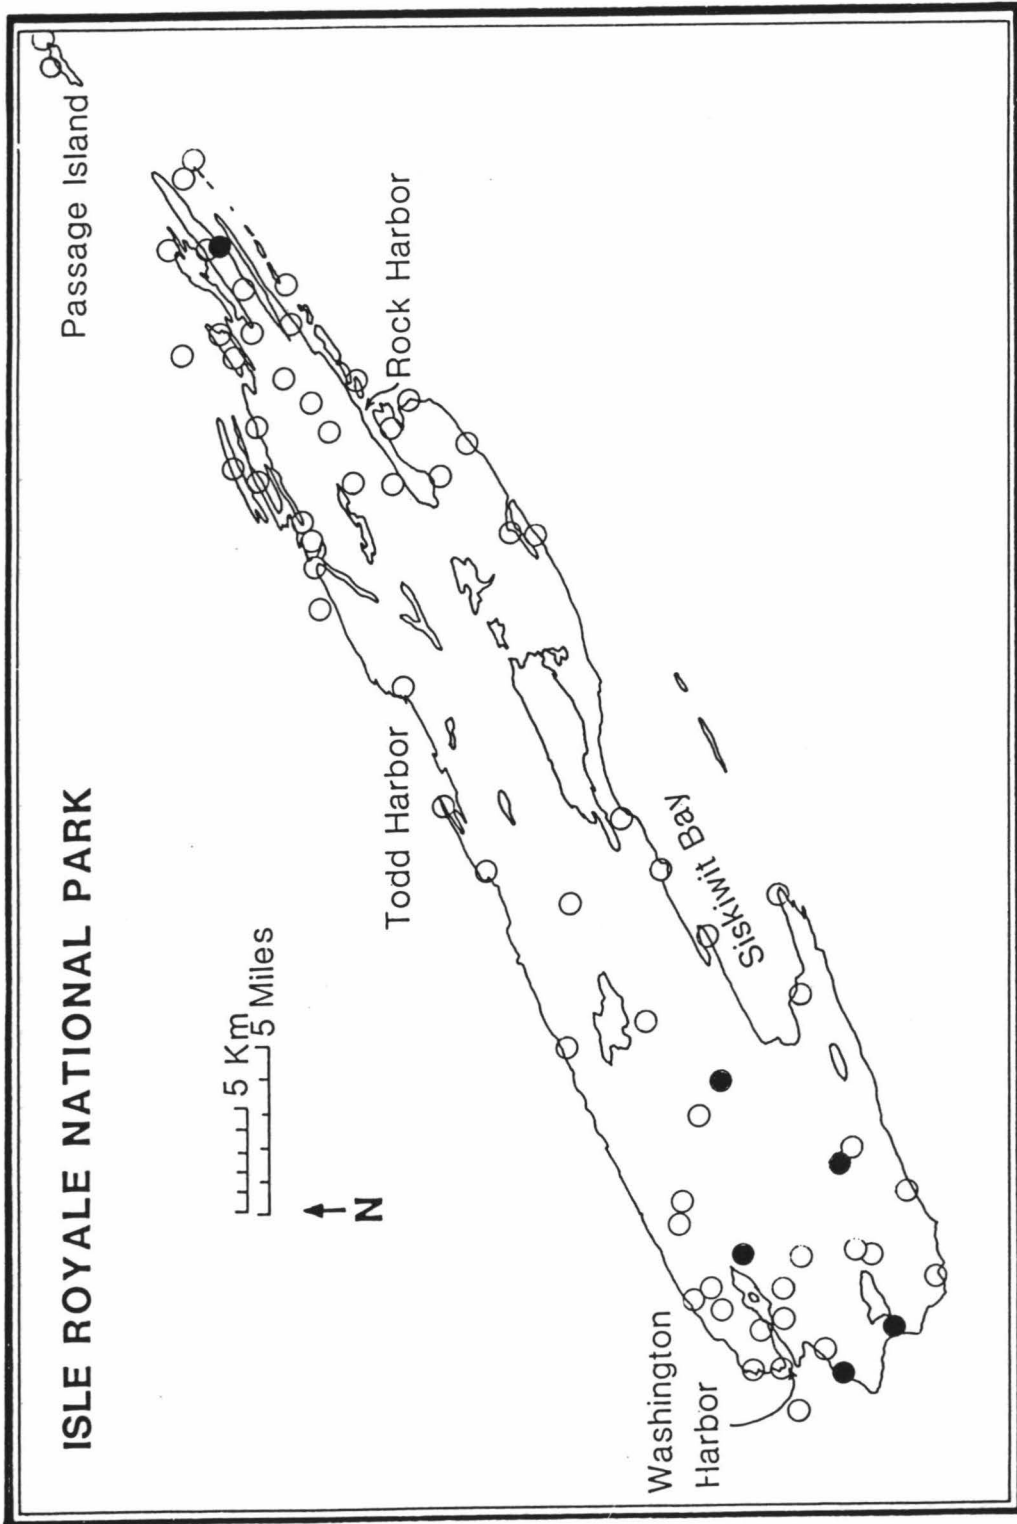 ISLE ROYALE NATIONAL PARK
5 Km
5 Miles
N
Passage Island
Rock Harbor
Todd Harbor
Siskiwit Bay
Washington
Harbor